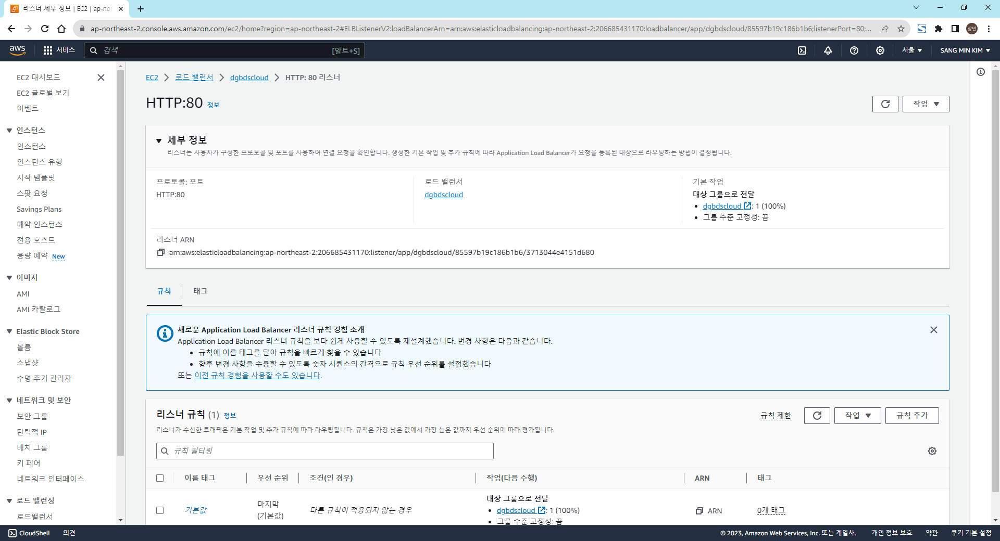 리스너 세부 정보 | EC2 | ap-no
ap-northeast-2.console.aws.amazon.com/ec2/home?region=ap-northeast-2#ELBListenerV2:loadBalancerArn=arn:aws:elasticloadbalancing:ap-northeast-2:206685431170:loadbalancer/app/dgbdscloud/85597b19c186b1b6;listenerPort=80;...
상민
aws
서비스
검색
[알트+S]
서울
SANG MIN KIM
EC2 대시보드
EC2 글로벌 보기
이벤트
인스턴스
인스턴스
인스턴스 유형
시작 템플릿
스팟 요청
Savings Plans
예약 인스턴스
전용 호스트
용량 예약 New
이미지
AMI
AMI 카탈로그
Elastic Block Store
볼륨
스냅샷
수명 주기 관리자
네트워크 및 보안
보안 그룹
탄력적 IP
배치 그룹
키 페어
네트워크 인터페이스
로드 밸런싱
로드밸런서
EC2
로드 밸런서
dgbdscloud
HTTP: 80 리스너
HTTP:80 정보
작업
세부 정보
리스너는 사용자가 구성한 프로토콜 및 포트를 사용하여 연결 요청을 확인합니다. 생성한 기본 작업 및 추가 규칙에 따라 Application Load Balancer가 요청을 등록된 대상으로 라우팅하는 방법이 결정됩니다.
프로토콜: 포트
HTTP:80
로드 밸런서
dgbdscloud
기본 작업
대상 그룹으로 전달
• dgbdscloud : 1 (100%)
• 그룹 수준 고정성: 끔
리스너 ARN
arn:aws:elasticloadbalancing:ap-northeast-2:206685431170:listener/app/dgbdscloud/85597b19c186b1b6/3713044e4151d680
규칙
태그
새로운 Application Load Balancer 리스너 규칙 경험 소개
Application Load Balancer 리스너 규칙을 보다 쉽게 사용할 수 있도록 재설계했습니다. 변경 사항은 다음과 같습니다.
• 규칙에 이름 태그를 달아 규칙을 빠르게 찾을 수 있습니다
• 향후 변경 사항을 수용할 수 있도록 숫자 시퀀스의 간격으로 규칙 우선 순위를 설정했습니다
또는 이전 규칙 경험을 사용할 수도 있습니다.
리스너 규칙 (1) 정보
규칙 제한
작업
규칙 추가
리스너가 수신한 트래픽은 기본 작업 및 추가 규칙에 따라 라우팅됩니다. 규칙은 가장 낮은 값에서 가장 높은 값까지 우선 순위에 따라 평가됩니다.
규칙 필터링
이름 태그
우선 순위
조건(인 경우)
작업(다음 수행)
ARN
태그
기본값
마지막
(기본값)
다른 규칙이 적용되지 않는 경우
대상 그룹으로 전달
• dgbdscloud : 1 (100%)
• 그룹 수준 고정성: 끔
ARN
0개 태그
CloudShell
의견
© 2023, Amazon Web Services, Inc. 또는 계열사.
개인 정보 보호
약관
쿠키 기본 설정